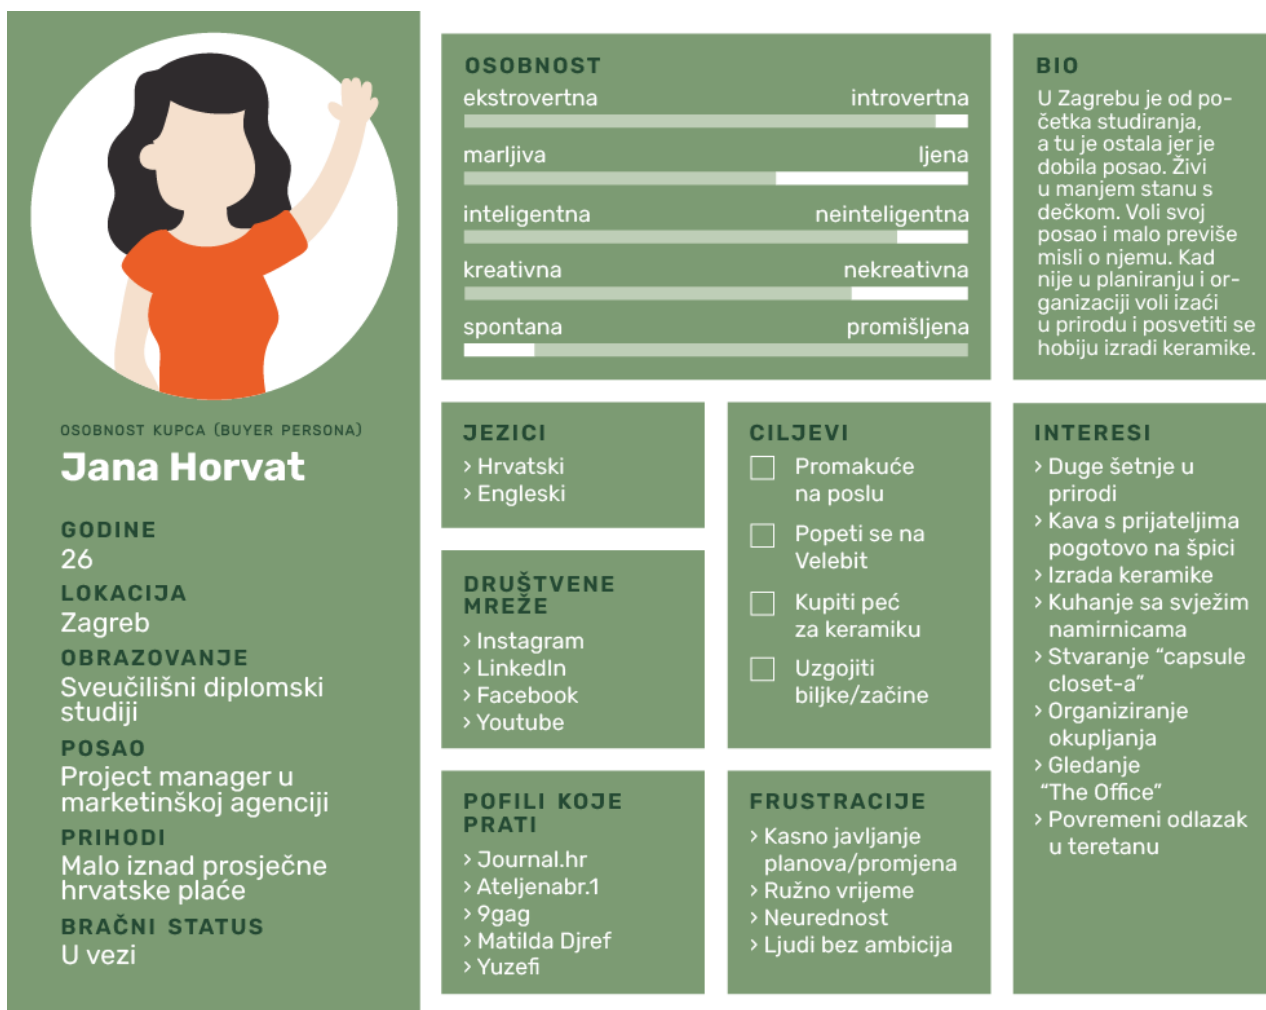 OSOBNOST KUPCA (BUYER PERSONA)
Jana Horvat
GODINE
26
LOKACIJA
Zagreb
OBRAZOVANJE
Sveučilišni diplomski
studiji
POSAO
Project manager u
marketinškoj agenciji
PRIHODI
Malo iznad prosječne
hrvatske plaće
BRAČNI STATUS
U vezi
OSOBNOST
ekstrovertna introvertna
marljiva ljena
inteligentna neinteligentna
kreativna nekreativna
spontana promišljena
BIO
U Zagrebu je od po-
četka studiranja,
a tu je ostala jer je
dobila posao. Živi
u manjem stanu s
dečkom. Voli svoj
posao i malo previše
misli o njemu. Kad
nije u planiranju i or-
ganizaciji voli izaći
u prirodu i posvetiti se
hobiju izradi keramike.
JEZICI
› Hrvatski
› Engleski
DRUŠTVENE
MREŽE
› Instagram
› LinkedIn
› Facebook
› Youtube
POFILI KOJE
PRATI
› Journal.hr
› Ateljenabr.1
› 9gag
› Matilda Djref
› Yuzefi
CILJEVI
Promakuće
na poslu
Popeti se na
Velebit
Kupiti peć
za keramiku
Uzgojiti
biljke/začine
FRUSTRACIJE
› Kasno javljanje
planova/promjena
› Ružno vrijeme
› Neurednost
› Ljudi bez ambicija
INTERESI
› Duge šetnje u
prirodi
› Kava s prijateljima
pogotovo na špici
› Izrada keramike
› Kuhanje sa svježim
namirnicama
› Stvaranje “capsule
closet-a”
› Organiziranje
okupljanja
› Gledanje
“The Office”
› Povremeni odlazak
u teretanu